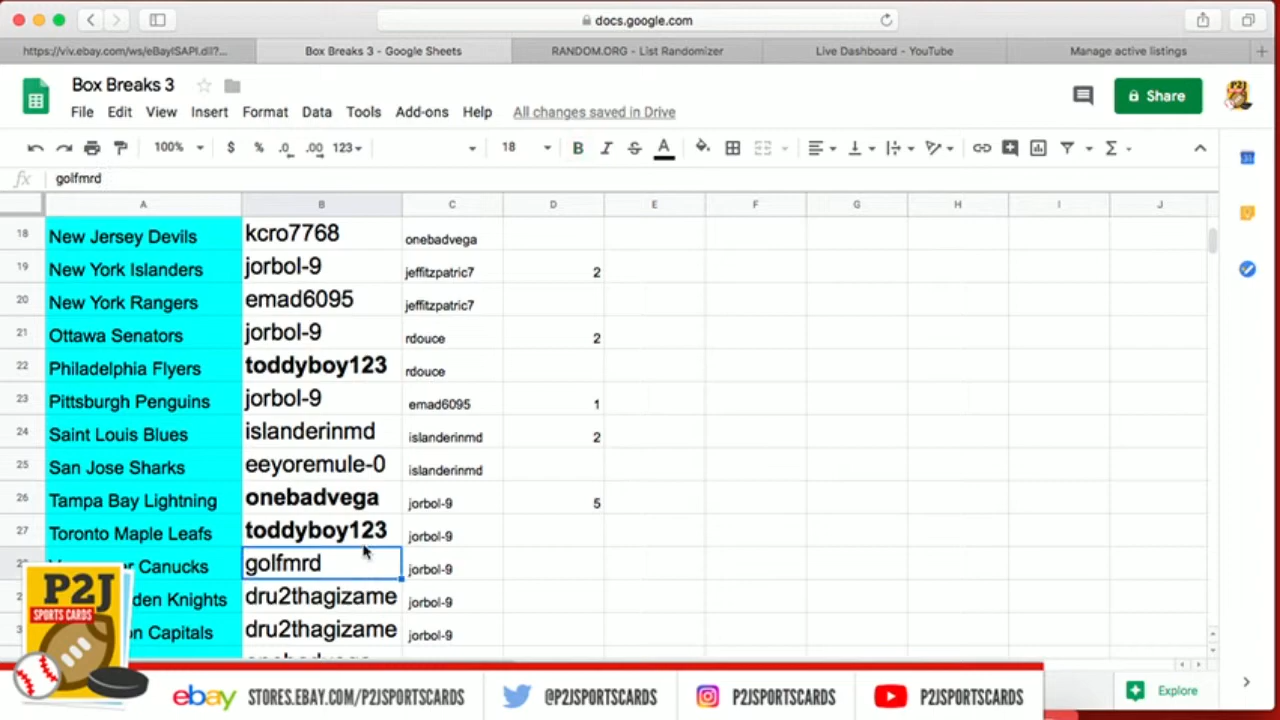 docs.google.com
https://viv.ebay.com/ws/eBayISAPI.dll?...
Box Breaks 3 - Google Sheets
RANDOM.ORG - List Randomizer
Live Dashboard - YouTube
Manage active listings
Box Breaks 3
File Edit View Insert Format Data Tools Add-ons Help All changes saved in Drive
Share
100% $ % .0 .00 123 18 B I S A
fx golfmrd
A B C D E F G H I J
18 New Jersey Devils kcro7768 onebadvega
19 New York Islanders jorbol-9 jeffitzpatric7 2
20 New York Rangers emad6095 jeffitzpatric7
21 Ottawa Senators jorbol-9 rdouce 2
22 Philadelphia Flyers toddyboy123 rdouce
23 Pittsburgh Penguins jorbol-9 emad6095 1
24 Saint Louis Blues islanderinmd islanderinmd 2
25 San Jose Sharks eeyoremule-0 islanderinmd
26 Tampa Bay Lightning onebadvega jorbol-9 5
27 Toronto Maple Leafs toddyboy123 jorbol-9
Canucks golfmrd jorbol-9
den Knights dru2thagizame jorbol-9
on Capitals dru2thagizame jorbol-9
P2J
SPORTS CARDS
ebay STORES.EBAY.COM/P2JSPORTSCARDS @P2JSPORTSCARDS P2JSPORTSCARDS P2JSPORTSCARDS
Explore